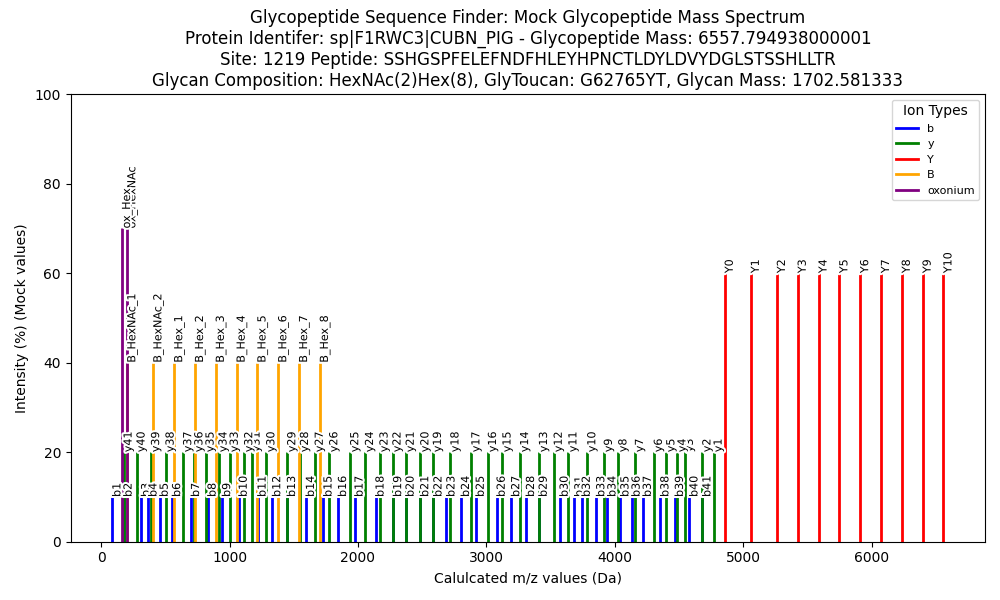 Glycopeptide Sequence Finder: Mock Glycopeptide Mass Spectrum
Protein Identifer: sp|F1RWC3|CUBN_PIG - Glycopeptide Mass: 6557.794938000001
Site: 1219 Peptide: SSHGSPFELEFNDFHLEYHPNCTLDYLDVYDGLSTSSHLLTR
Glycan Composition: HexNAc(2)Hex(8), GlyToucan: G62765YT, Glycan Mass: 1702.581333
Intensity (%) (Mock values)
100
80
60
40
20
0
Ion Types
b
y
Y
B
oxonium
ox_Hex
ox_HexNAc
B_HexNAc_1
B_HexNAc_2
B_Hex_1
B_Hex_2
B_Hex_3
B_Hex_4
B_Hex_5
B_Hex_6
B_Hex_7
B_Hex_8
Y0
Y1
Y2
Y3
Y4
Y5
Y6
Y7
Y8
Y9
Y10
y41
y40
y39
y38
y37
y36
y35
y34
y33
y32
y31
y30
y29
y28
y27
y26
y25
y24
y23
y22
y21
y20
y19
y18
y17
y16
y15
y14
y13
y12
y11
y10
y9
y8
y7
y6
y5
y4
y3
y2
y1
b1
b2
b3
b4
b5
b6
b7
b8
b9
b10
b11
b12
b13
b14
b15
b16
b17
b18
b19
b20
b21
b22
b23
b24
b25
b26
b27
b28
b29
b30
b31
b32
b33
b34
b35
b36
b37
b38
b39
b40
b41
0
1000
2000
3000
4000
5000
6000
Calulcated m/z values (Da)